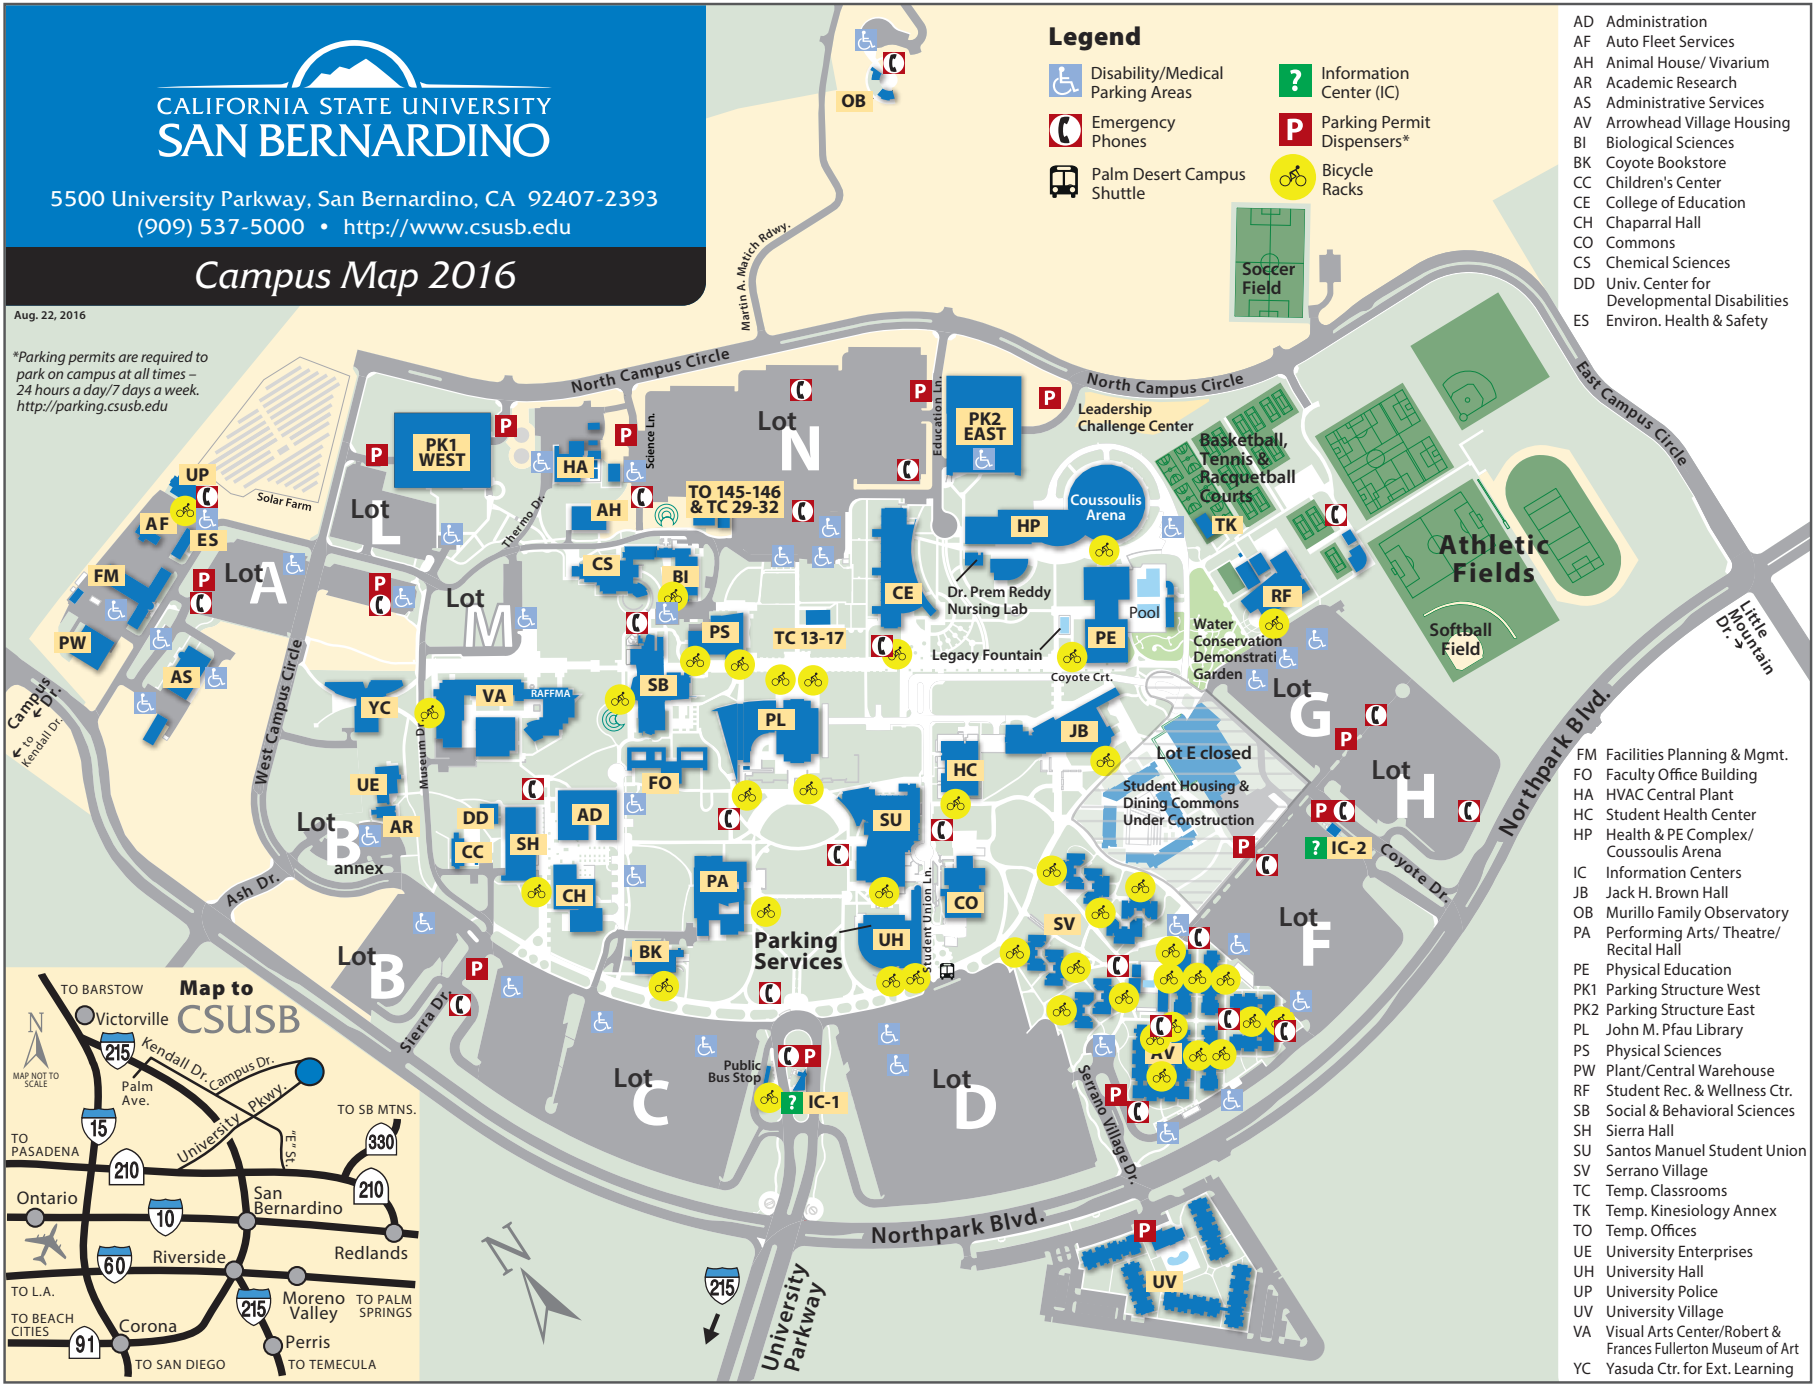 CALIFORNIA STATE UNIVERSITY
SAN BERNARDINO
5500 University Parkway, San Bernardino, CA 92407-2393
(909) 537-5000 • http://www.csusb.edu
Campus Map 2016
Aug. 22, 2016
*Parking permits are required to
park on campus at all times –
24 hours a day/7 days a week.
http://parking.csusb.edu
Legend
Disability/Medical
Parking Areas
Emergency
Phones
Palm Desert Campus
Shuttle
?
Information
Center (IC)
P
Parking Permit
Dispensers*
Bicycle
Racks
AD Administration
AF Auto Fleet Services
AH Animal House/ Vivarium
AR Academic Research
AS Administrative Services
AV Arrowhead Village Housing
BI Biological Sciences
BK Coyote Bookstore
CC Children's Center
CE College of Education
CH Chaparral Hall
CO Commons
CS Chemical Sciences
DD Univ. Center for
Developmental Disabilities
ES Environ. Health & Safety
FM Facilities Planning & Mgmt.
FO Faculty Office Building
HA HVAC Central Plant
HC Student Health Center
HP Health & PE Complex/
Coussoulis Arena
IC Information Centers
JB Jack H. Brown Hall
OB Murillo Family Observatory
PA Performing Arts/ Theatre/
Recital Hall
PE Physical Education
PK1 Parking Structure West
PK2 Parking Structure East
PL John M. Pfau Library
PS Physical Sciences
PW Plant/Central Warehouse
RF Student Rec. & Wellness Ctr.
SB Social & Behavioral Sciences
SH Sierra Hall
SU Santos Manuel Student Union
SV Serrano Village
TC Temp. Classrooms
TK Temp. Kinesiology Annex
TO Temp. Offices
UE University Enterprises
UH University Hall
UP University Police
UV University Village
VA Visual Arts Center/Robert &
Frances Fullerton Museum of Art
YC Yasuda Ctr. for Ext. Learning
OB
Martin A. Matich Rdwy.
Soccer
Field
North Campus Circle
North Campus Circle
East Campus Circle
Leadership
Challenge Center
Basketball,
Tennis &
Racquetball
Courts
Education Ln.
Science Ln.
Lot
N
PK1
WEST
PK2
EAST
P
P
P
P
P
HA
AH
TO 145-146
& TC 29-32
Thermo Dr.
Solar Farm
UP
AF
ES
FM
PW
AS
P
Lot
A
Lot
L
P
Lot
M
CS
BI
PS
TC 13-17
CE
HP
Coussoulis
Arena
TK
Dr. Prem Reddy
Nursing Lab
Legacy Fountain
PE
Pool
RF
Water
Conservation
Demonstrati
Garden
Coyote Crt.
Athletic
Fields
Softball
Field
Little
Mountain
Dr.
Campus
Dr.
to
Kendall Dr.
West Campus Circle
YC
VA
RAFFMA
Museum Dr.
SB
PL
FO
JB
HC
Lot E closed
Student Housing &
Dining Commons
Under Construction
Lot
G
P
Lot
H
Northpark Blvd.
UE
AR
Lot
B
annex
DD
CC
SH
AD
CH
SU
PA
CO
Student Union Ln.
UH
Parking
Services
BK
SV
P
P
? IC-2
Coyote Dr.
Lot
F
Ash Dr.
Lot
B
P
Sierra Dr.
Lot
C
Public
Bus Stop
P
? IC-1
Lot
D
AV
P
Serrano Village Dr.
Northpark Blvd.
P
UV
N
215
University
Parkway
Map to
CSUSB
TO BARSTOW
Victorville
N
MAP NOT TO
SCALE
215
Kendall Dr.
Campus Dr.
Palm
Ave.
University Pkwy.
"E" St.
TO SB MTNS.
330
15
TO
PASADENA
210
210
Ontario
10
San
Bernardino
Redlands
60
Riverside
TO L.A.
215
Moreno
Valley
TO PALM
SPRINGS
TO BEACH
CITIES
91
Corona
Perris
TO SAN DIEGO
TO TEMECULA